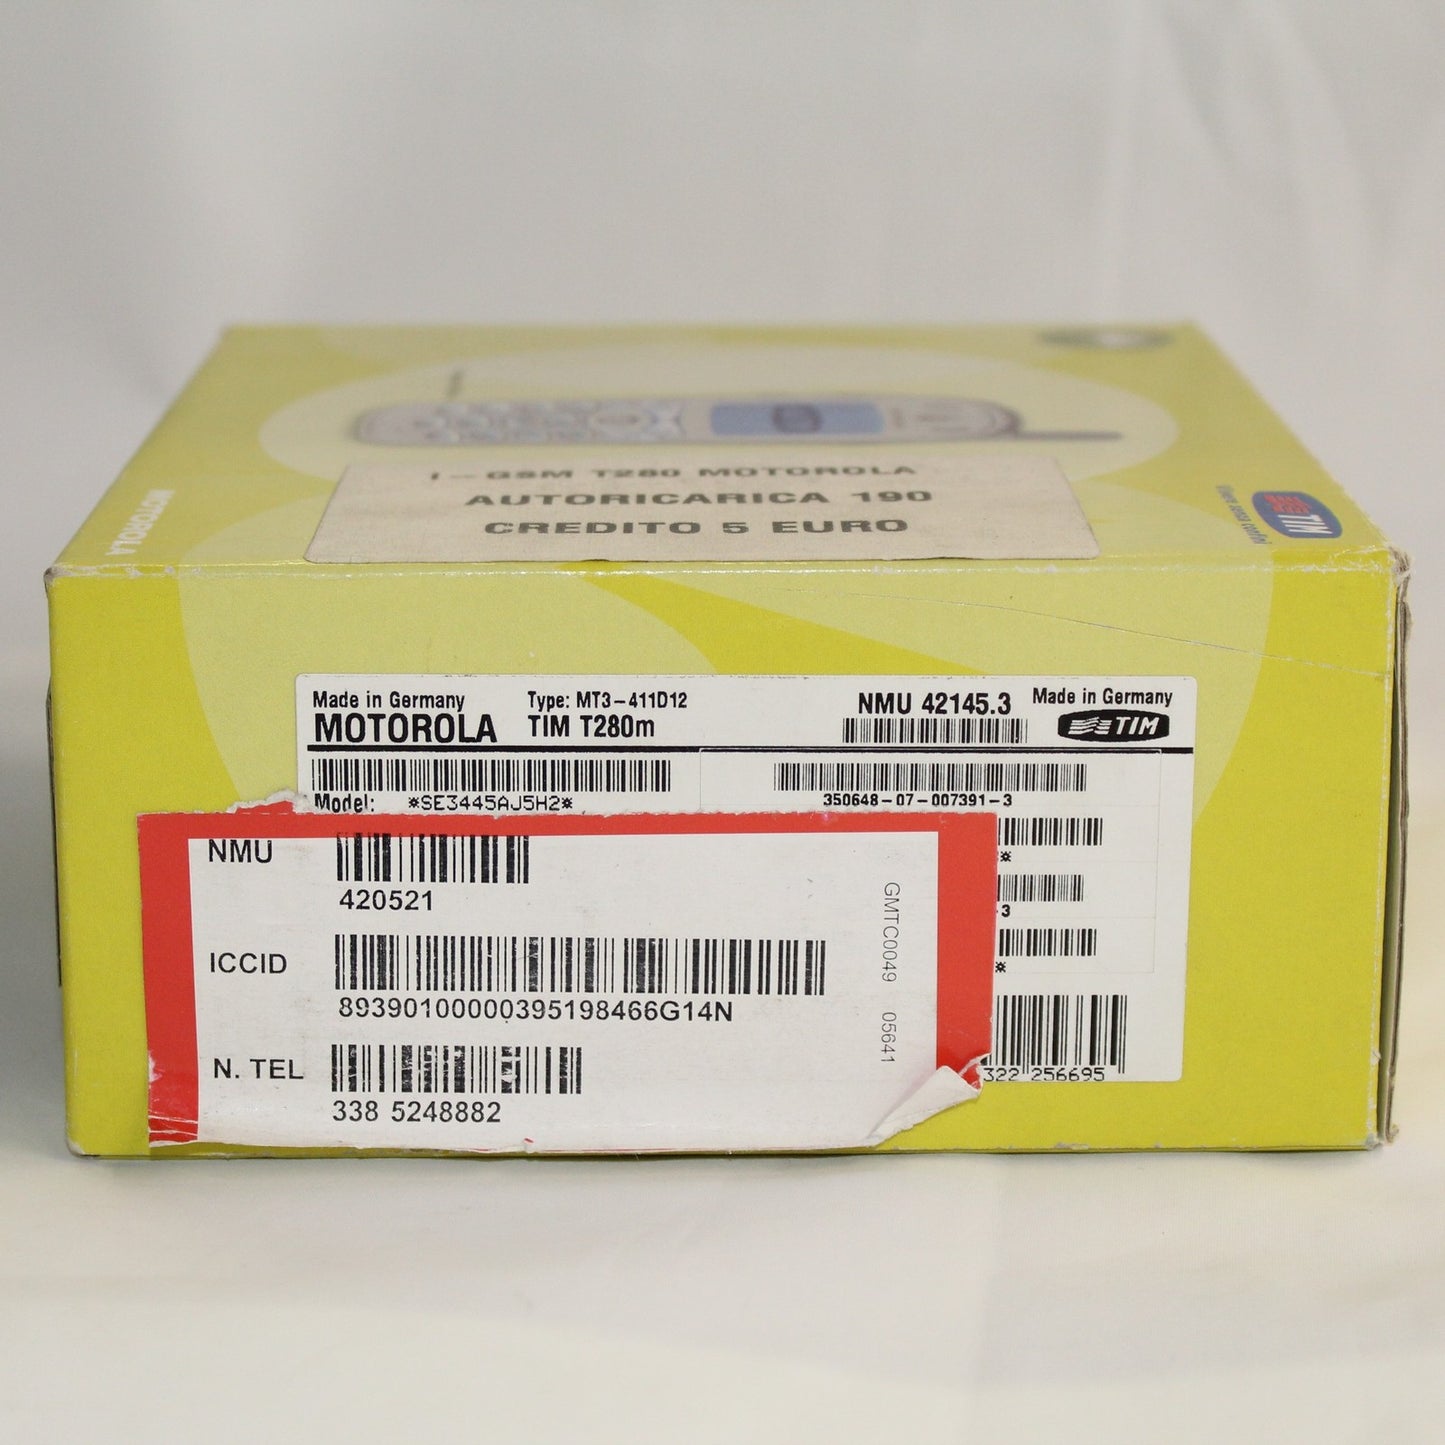 I-GSM T280 MOTOROLA
AUTORICARICA 190
CREDITO 5 EURO
MOTOROLA
TIM
Made in Germany
MOTOROLA
Type: MT3-411D12
TIM T280m
NMU 42145.3
Made in Germany
TIM
Model: *SE3445AJ5H2*
350648-07-007391-3
*
3
*
322 256695
NMU
420521
ICCID
89390100000395198466G14N
N. TEL
338 5248882
GMTC0049 05641